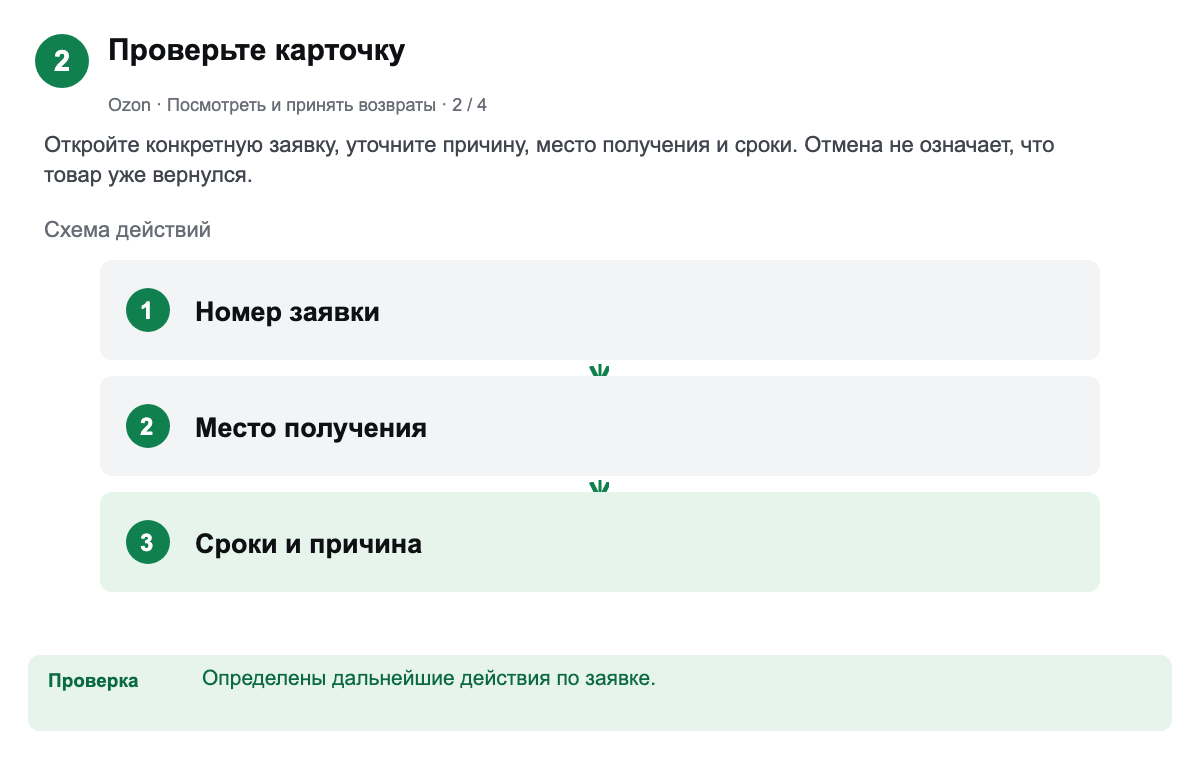 2
Проверьте карточку
Ozon · Посмотреть и принять возвраты · 2 / 4
Откройте конкретную заявку, уточните причину, место получения и сроки. Отмена не означает, что
товар уже вернулся.
Схема действий
1 Номер заявки
2 Место получения
3 Сроки и причина
Проверка Определены дальнейшие действия по заявке.